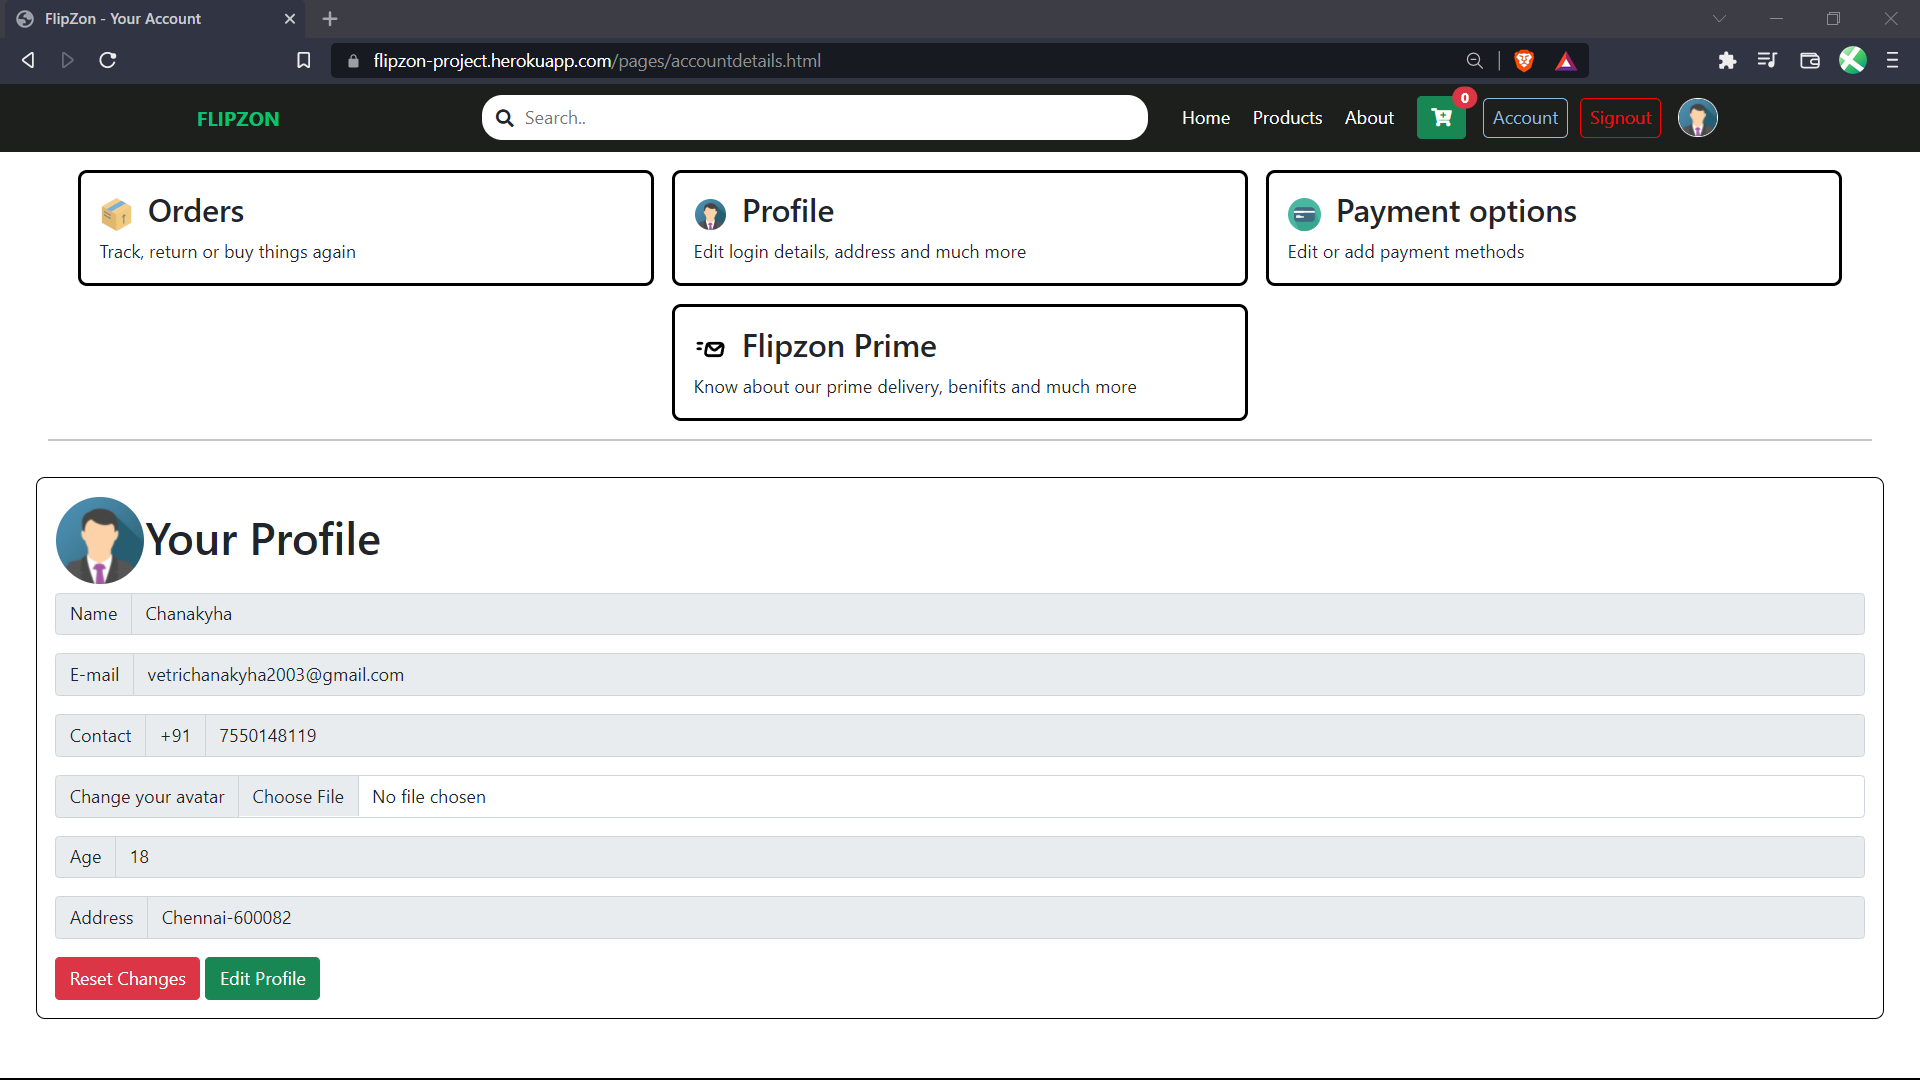 FlipZon - Your Account
flipzon-project.herokuapp.com/pages/accountdetails.html
FLIPZON
Search..
Home
Products
About
0
Account
Signout
Orders
Track, return or buy things again
Profile
Edit login details, address and much more
Payment options
Edit or add payment methods
Flipzon Prime
Know about our prime delivery, benifits and much more
Your Profile
Name Chanakyha
E-mail vetrichanakyha2003@gmail.com
Contact +91 7550148119
Change your avatar Choose File No file chosen
Age 18
Address Chennai-600082
Reset Changes Edit Profile